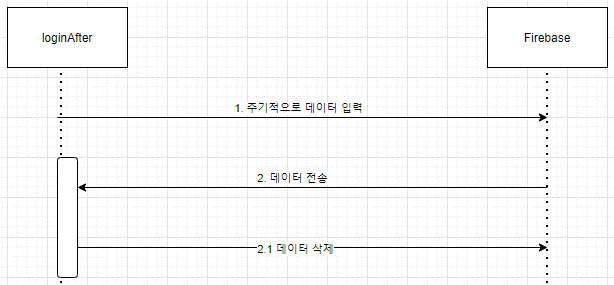 loginAfter
Firebase
1. 주기적으로 데이터 입력
2. 데이터 전송
2.1 데이터 삭제